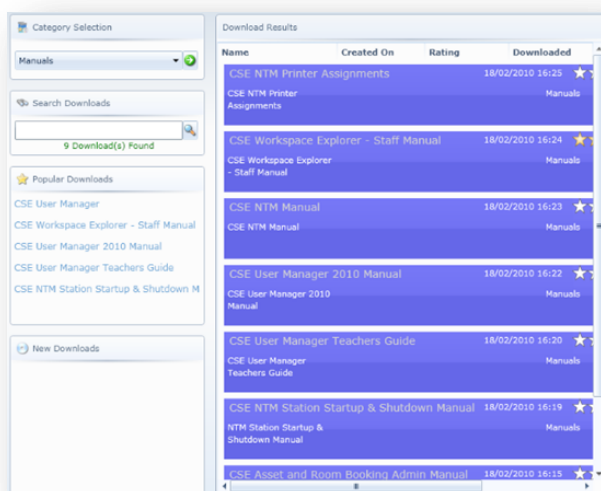 Category Selection
Manuals
Search Downloads
9 Download(s) Found
Popular Downloads
CSE User Manager
CSE Workspace Explorer - Staff Manual
CSE User Manager 2010 Manual
CSE User Manager Teachers Guide
CSE NTM Station Startup & Shutdown M
New Downloads
Download Results
Name Created On Rating Downloaded
CSE NTM Printer Assignments 18/02/2010 16:25
CSE NTM Printer Manuals
Assignments
CSE Workspace Explorer - Staff Manual 18/02/2010 16:24
CSE Workspace Explorer Manuals
- Staff Manual
CSE NTM Manual 18/02/2010 16:23
CSE NTM Manual Manuals
CSE User Manager 2010 Manual 18/02/2010 16:22
CSE User Manager 2010 Manuals
Manual
CSE User Manager Teachers Guide 18/02/2010 16:20
CSE User Manager Manuals
Teachers Guide
CSE NTM Station Startup & Shutdown Manual 18/02/2010 16:19
NTM Station Startup & Manuals
Shutdown Manual
CSE Asset and Room Booking Admin Manual 18/02/2010 16:15